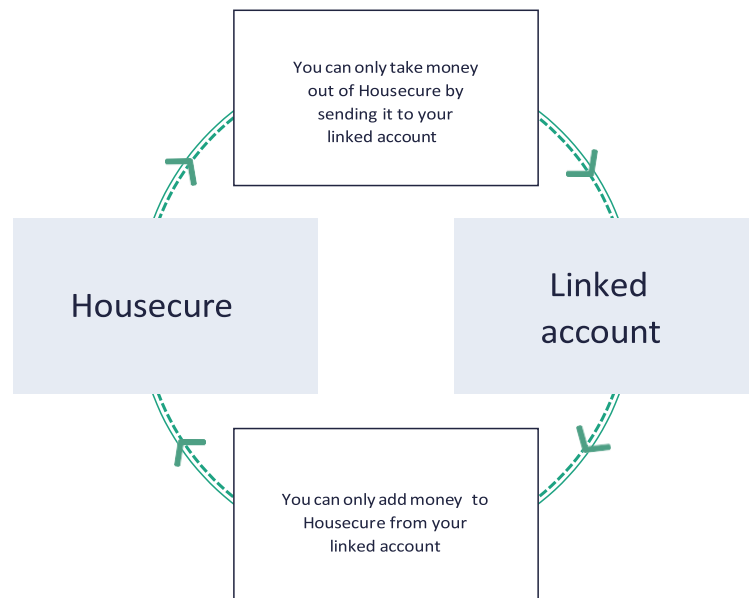 You can only take money
out of Housecure by
sending it to your
linked account
Housecure
Linked
account
You can only add money to
Housecure from your
linked account